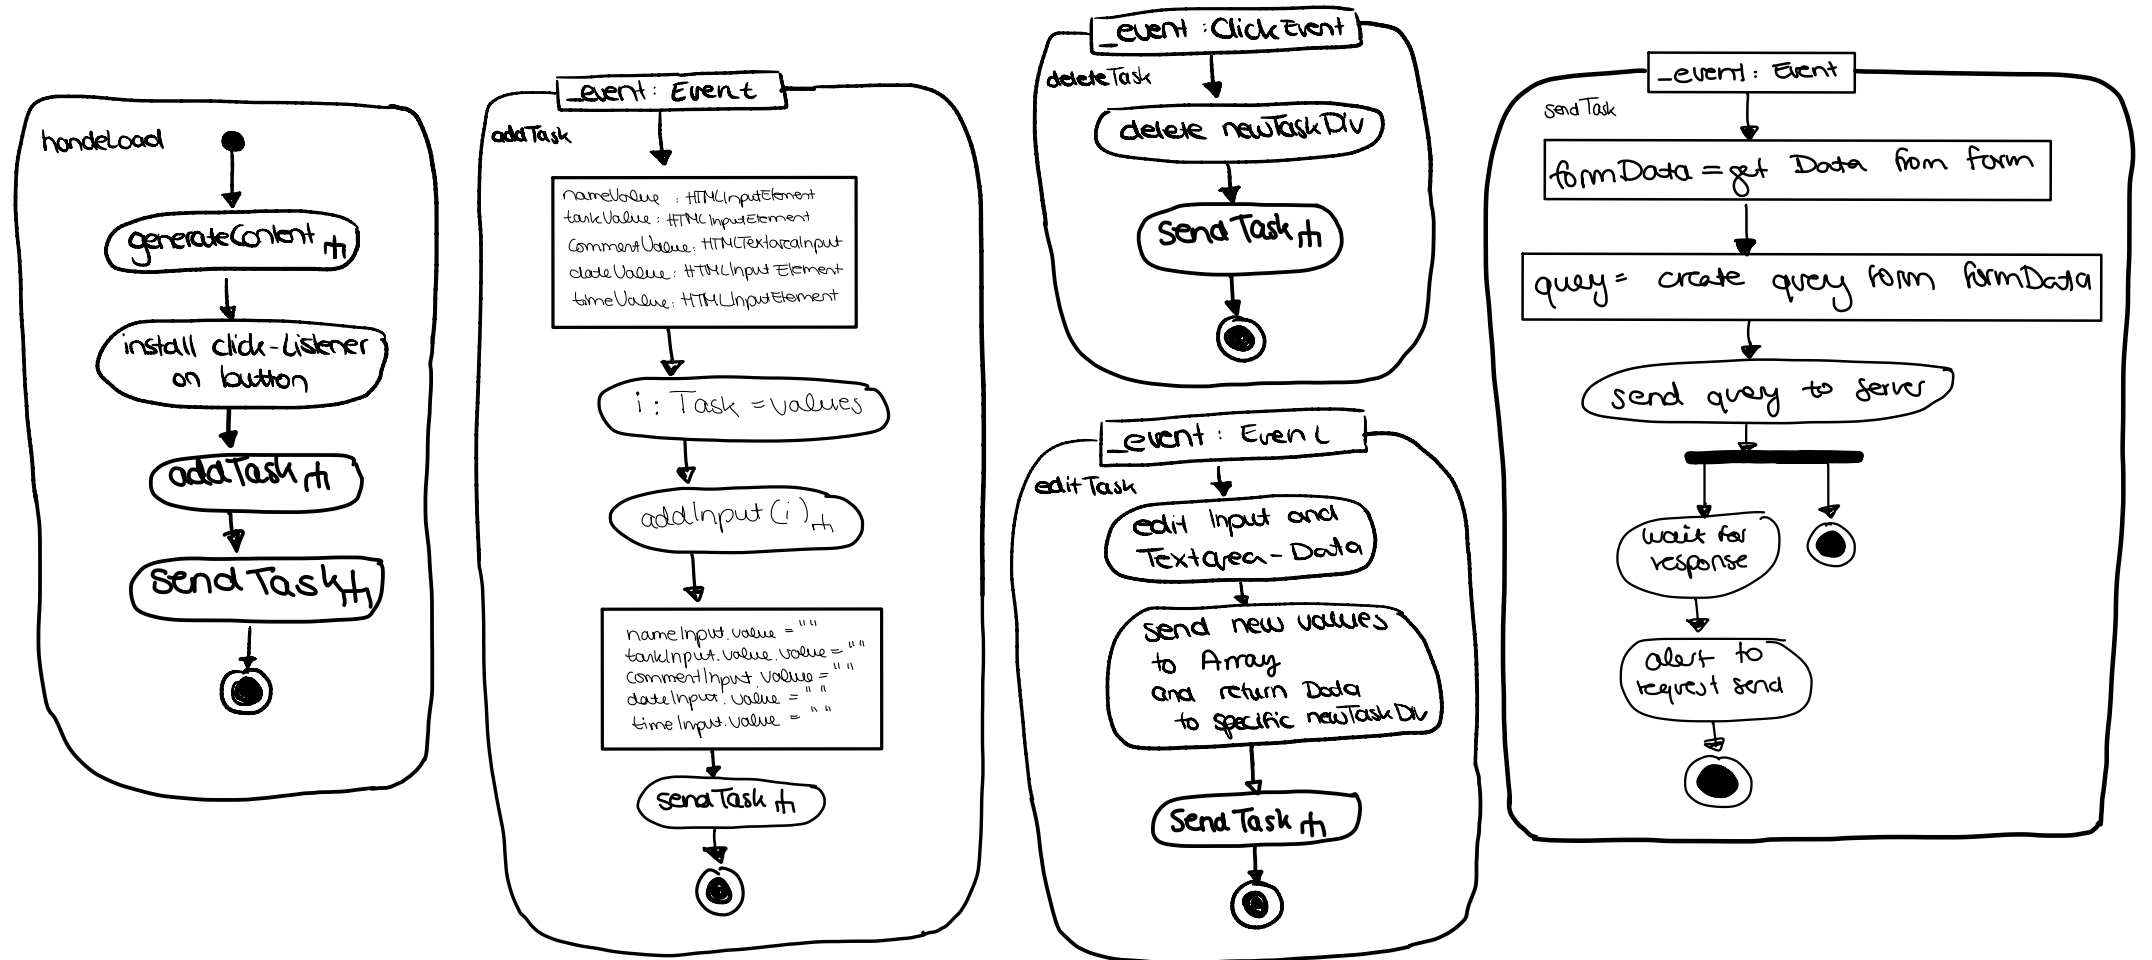 handeLoad
generateContent
install click-Listener
on button
addTask
sendTask
_event: Event
addTask
nameValue : HTMLInputElement
taskValue: HTMLInputElement
commentValue: HTMLTextareaInput
dateValue: HTMLInputElement
timeValue: HTMLInputElement
i: Task = values
addInput(i)
nameInput.value = ""
taskInput.value.value = ""
commentInput.value = ""
dateInput.value = ""
timeInput.value = ""
sendTask
_event :ClickEvent
deleteTask
delete newTaskDiv
sendTask
_event: Event
editTask
edit Input and
Textarea-Data
send new values
to Array
and return Data
to specific newTaskDiv
SendTask
_event: Event
sendTask
formData = get Data from form
query= create query form formData
send query to server
wait for
response
alert to
request send